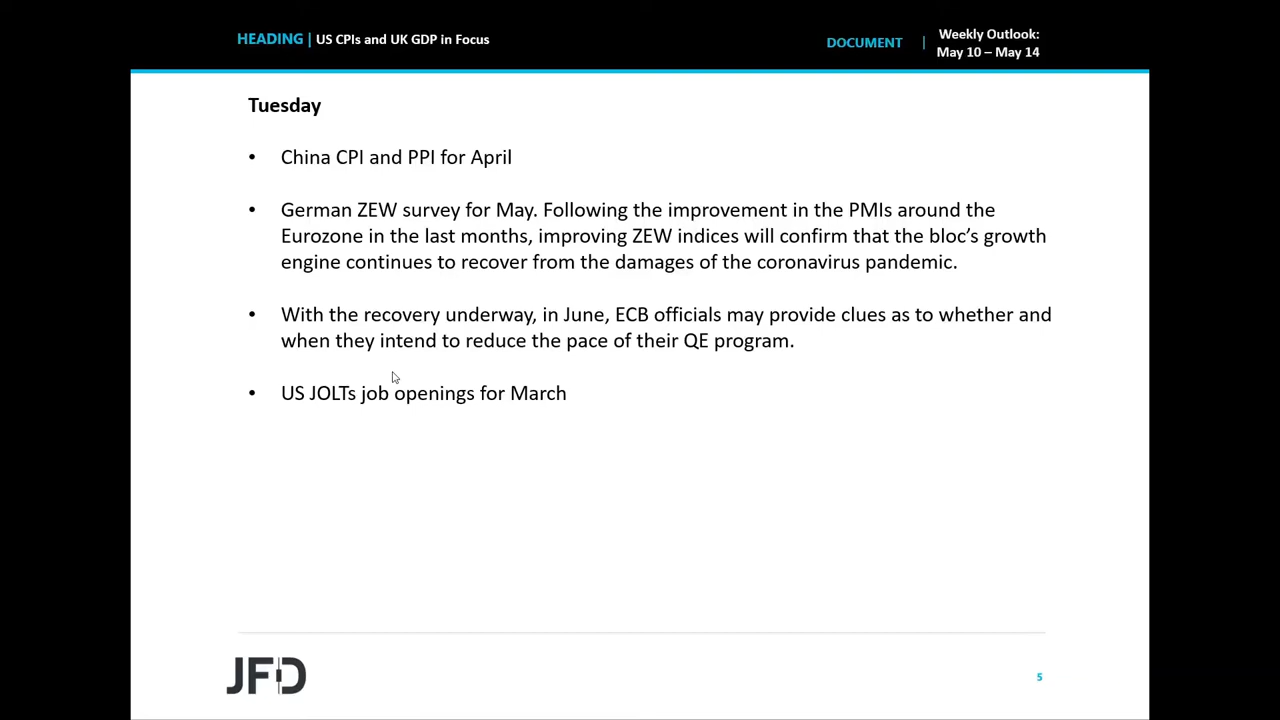 HEADING | US CPIs and UK GDP in Focus
DOCUMENT | Weekly Outlook:
May 10 – May 14
Tuesday
• China CPI and PPI for April
• German ZEW survey for May. Following the improvement in the PMIs around the
Eurozone in the last months, improving ZEW indices will confirm that the bloc’s growth
engine continues to recover from the damages of the coronavirus pandemic.
• With the recovery underway, in June, ECB officials may provide clues as to whether and
when they intend to reduce the pace of their QE program.
• US JOLTs job openings for March
JFD
5